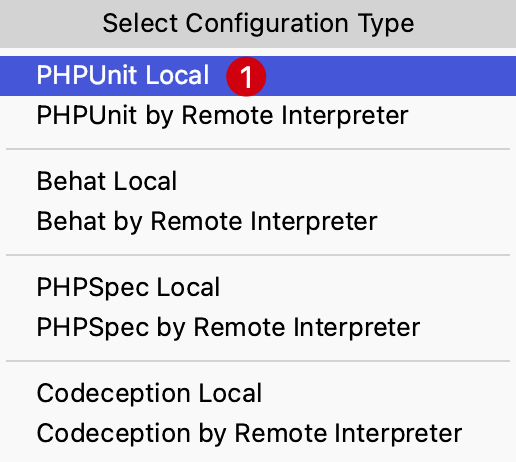 Select Configuration Type
PHPUnit Local 1
PHPUnit by Remote Interpreter
Behat Local
Behat by Remote Interpreter
PHPSpec Local
PHPSpec by Remote Interpreter
Codeception Local
Codeception by Remote Interpreter